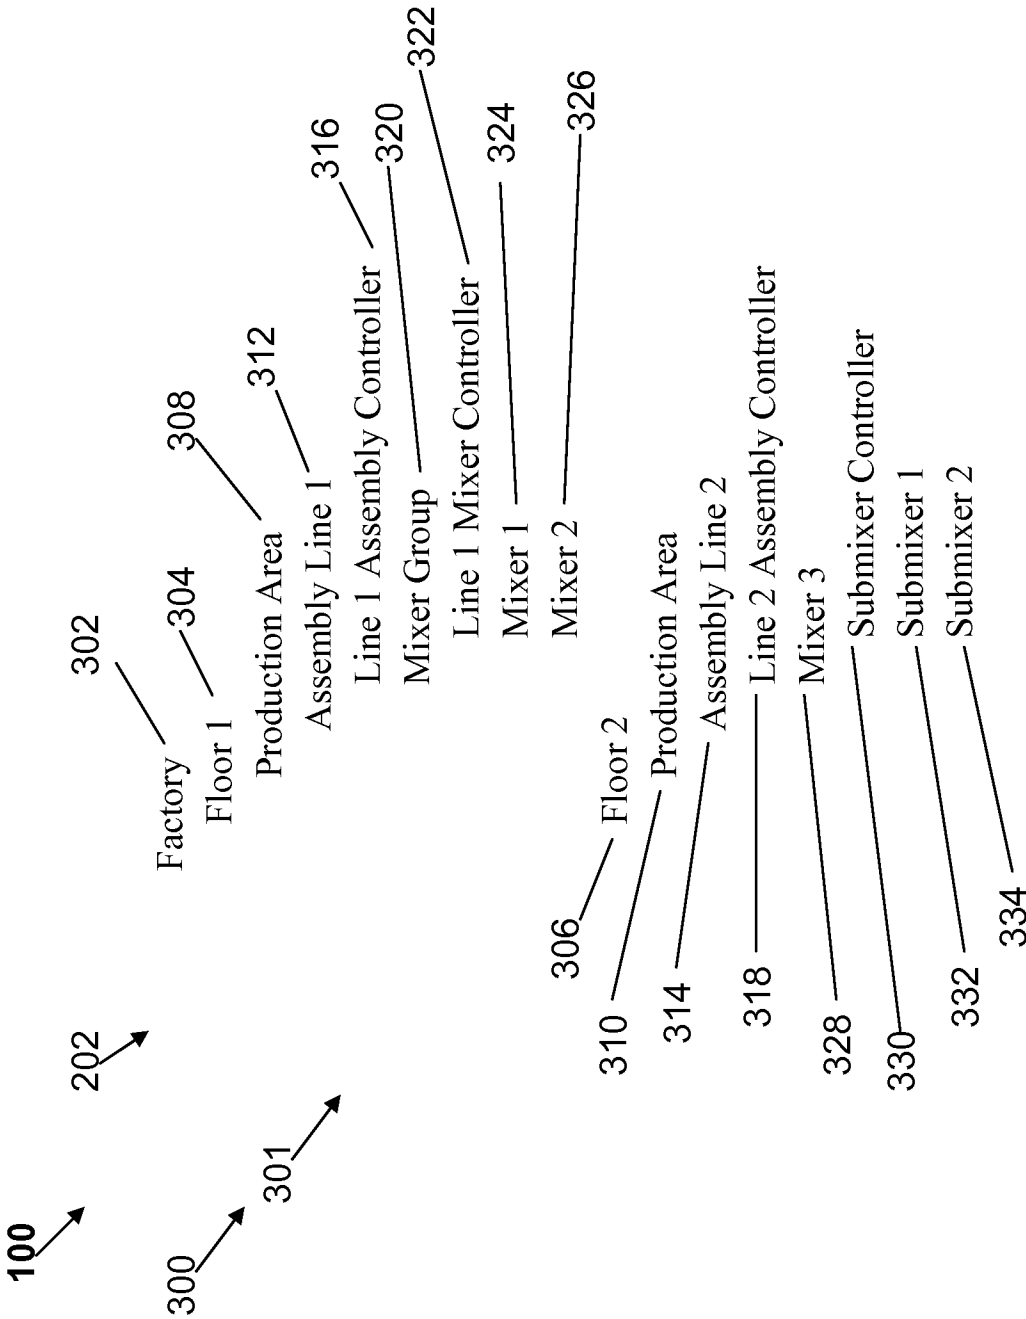 100
202
300
301
Factory 302
Floor 1 304
Production Area 308
Assembly Line 1 312
Line 1 Assembly Controller 316
Mixer Group 320
Line 1 Mixer Controller 322
Mixer 1 324
Mixer 2 326
306 Floor 2
310 Production Area
314 Assembly Line 2
318 Line 2 Assembly Controller
328 Mixer 3
330 Submixer Controller
332 Submixer 1
334 Submixer 2